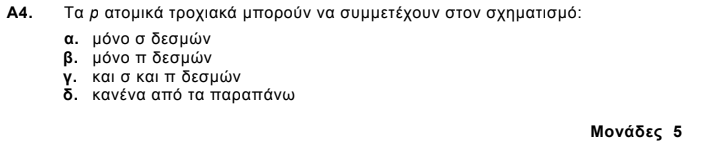 Α4. Τα p ατομικά τροχιακά μπορούν να συμμετέχουν στον σχηματισμό:
α. μόνο σ δεσμών
β. μόνο π δεσμών
γ. και σ και π δεσμών
δ. κανένα από τα παραπάνω
Μονάδες 5